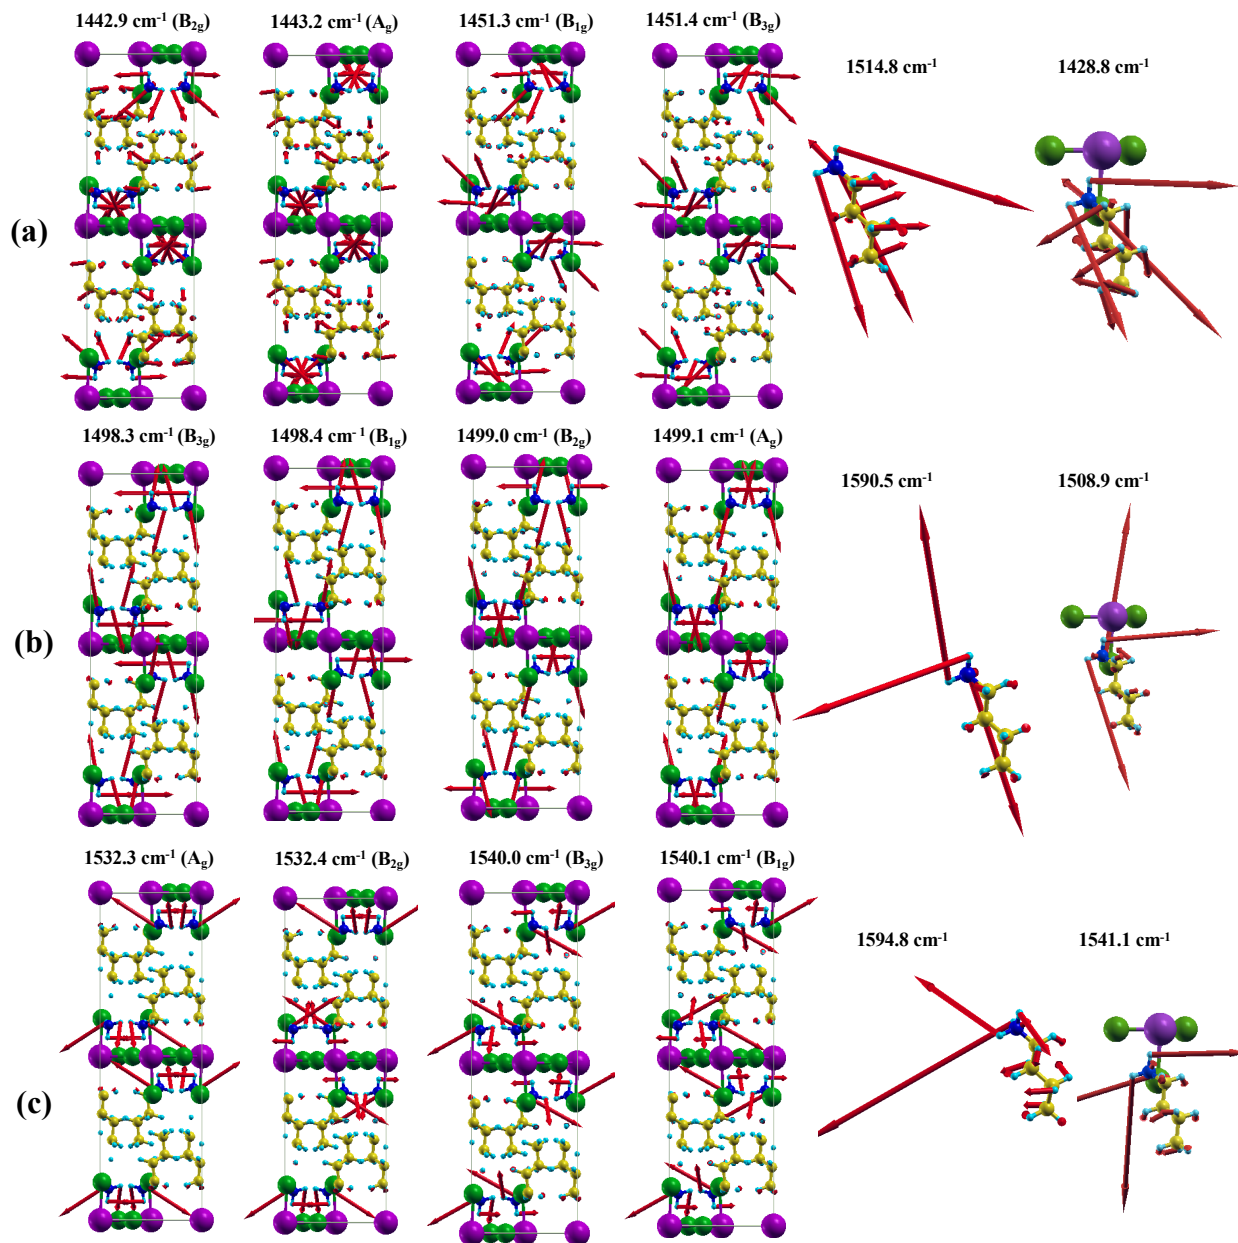 1442.9 cm⁻¹ (B₂g) 1443.2 cm⁻¹ (Ag) 1451.3 cm⁻¹ (B₁g) 1451.4 cm⁻¹ (B₃g)
1514.8 cm⁻¹ 1428.8 cm⁻¹
(a)
1498.3 cm⁻¹ (B₃g) 1498.4 cm⁻¹ (B₁g) 1499.0 cm⁻¹ (B₂g) 1499.1 cm⁻¹ (Ag)
1590.5 cm⁻¹ 1508.9 cm⁻¹
(b)
1532.3 cm⁻¹ (Ag) 1532.4 cm⁻¹ (B₂g) 1540.0 cm⁻¹ (B₃g) 1540.1 cm⁻¹ (B₁g)
1594.8 cm⁻¹ 1541.1 cm⁻¹
(c)